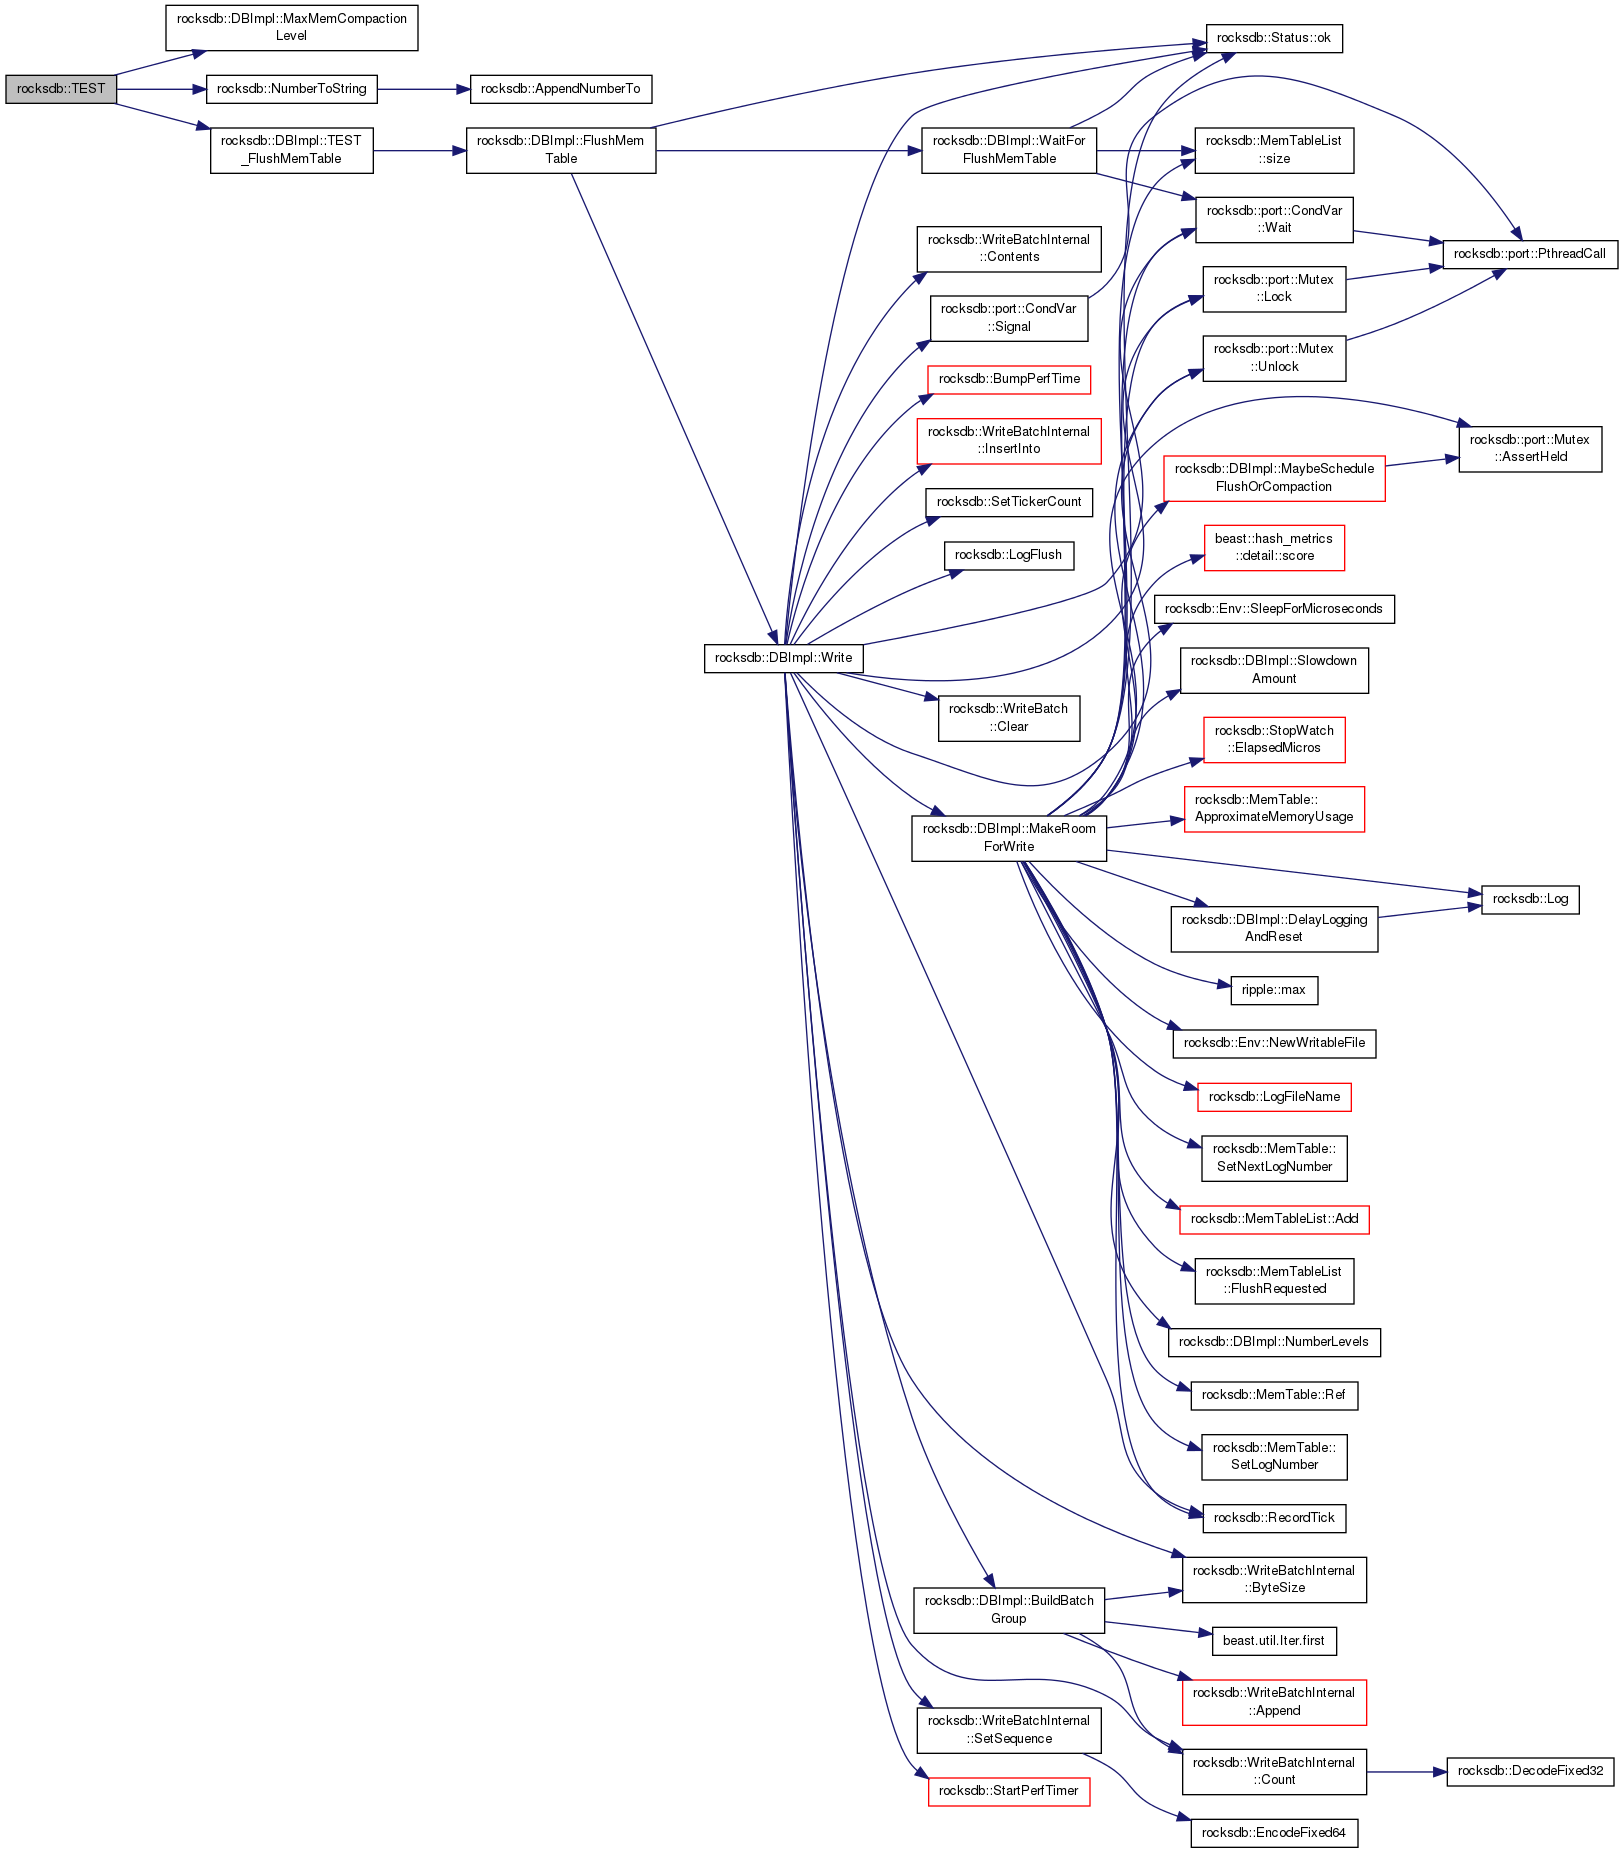 rocksdb::DBImpl::MaxMemCompaction
Level
rocksdb::TEST
rocksdb::NumberToString
rocksdb::AppendNumberTo
rocksdb::DBImpl::TEST
_FlushMemTable
rocksdb::DBImpl::FlushMem
Table
rocksdb::DBImpl::Write
rocksdb::DBImpl::WaitFor
FlushMemTable
rocksdb::WriteBatchInternal
::Contents
rocksdb::port::CondVar
::Signal
rocksdb::BumpPerfTime
rocksdb::WriteBatchInternal
::InsertInto
rocksdb::SetTickerCount
rocksdb::LogFlush
rocksdb::WriteBatch
::Clear
rocksdb::DBImpl::MakeRoom
ForWrite
rocksdb::DBImpl::BuildBatch
Group
rocksdb::WriteBatchInternal
::SetSequence
rocksdb::StartPerfTimer
rocksdb::Status::ok
rocksdb::MemTableList
::size
rocksdb::port::CondVar
::Wait
rocksdb::port::Mutex
::Lock
rocksdb::port::Mutex
::Unlock
rocksdb::DBImpl::MaybeSchedule
FlushOrCompaction
beast::hash_metrics
::detail::score
rocksdb::Env::SleepForMicroseconds
rocksdb::DBImpl::Slowdown
Amount
rocksdb::StopWatch
::ElapsedMicros
rocksdb::MemTable::
ApproximateMemoryUsage
rocksdb::DBImpl::DelayLogging
AndReset
ripple::max
rocksdb::Env::NewWritableFile
rocksdb::LogFileName
rocksdb::MemTable::
SetNextLogNumber
rocksdb::MemTableList::Add
rocksdb::MemTableList
::FlushRequested
rocksdb::DBImpl::NumberLevels
rocksdb::MemTable::Ref
rocksdb::MemTable::
SetLogNumber
rocksdb::RecordTick
rocksdb::WriteBatchInternal
::ByteSize
beast.util.Iter.first
rocksdb::WriteBatchInternal
::Append
rocksdb::WriteBatchInternal
::Count
rocksdb::EncodeFixed64
rocksdb::port::PthreadCall
rocksdb::port::Mutex
::AssertHeld
rocksdb::Log
rocksdb::DecodeFixed32